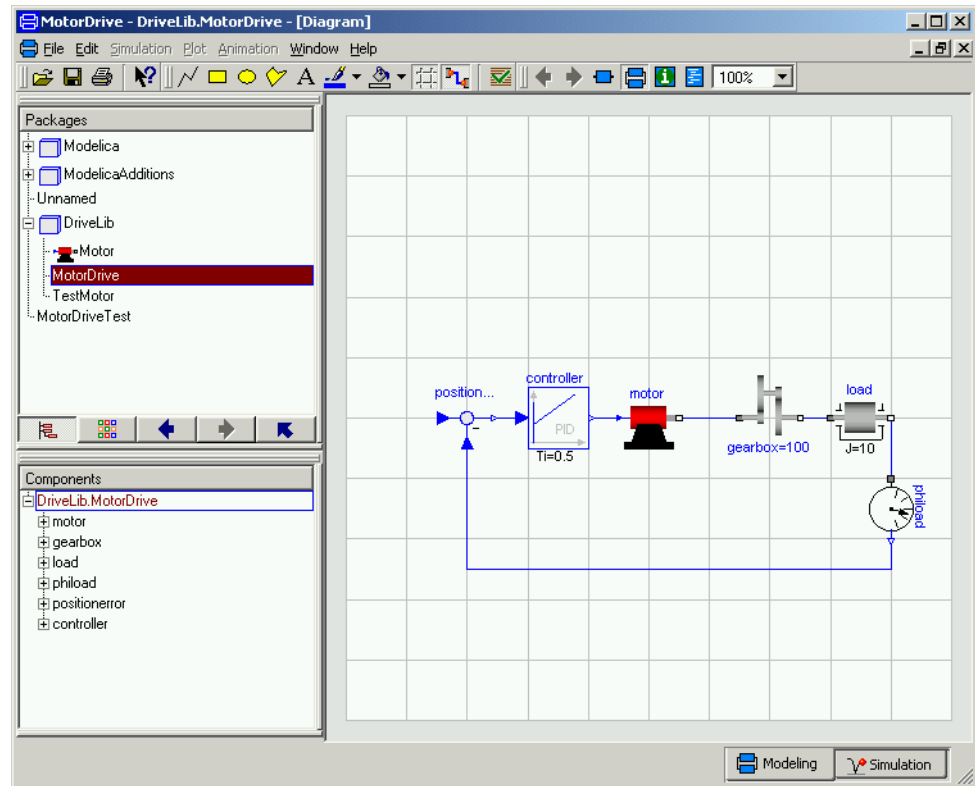 MotorDrive - DriveLib.MotorDrive - [Diagram]
File Edit Simulation Plot Animation Window Help
A 100%
Packages
Modelica
ModelicaAdditions
Unnamed
DriveLib
Motor
MotorDrive
TestMotor
MotorDriveTest
Components
DriveLib.MotorDrive
motor
gearbox
load
phiload
positionerror
controller
position...
controller
PID
Ti=0.5
motor
gearbox=100
load
J=10
phiload
Modeling
Simulation